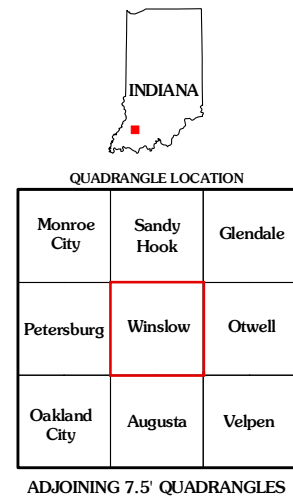 INDIANA
QUADRANGLE LOCATION
Monroe
City
Sandy
Hook
Glendale
Petersburg
Winslow
Otwell
Oakland
City
Augusta
Velpen
ADJOINING 7.5' QUADRANGLES